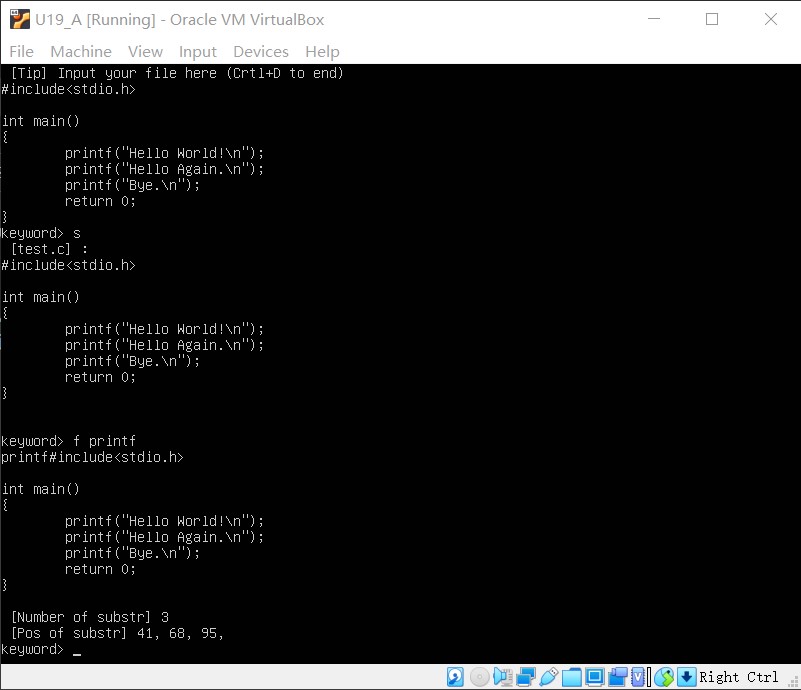 U19_A [Running] - Oracle VM VirtualBox
File Machine View Input Devices Help
[Tip] Input your file here (Crtl+D to end)
#include<stdio.h>
int main()
{
printf("Hello World!\n");
printf("Hello Again.\n");
printf("Bye.\n");
return 0;
}
keyword> s
[test.c] :
#include<stdio.h>
int main()
{
printf("Hello World!\n");
printf("Hello Again.\n");
printf("Bye.\n");
return 0;
}
keyword> f printf
printf#include<stdio.h>
int main()
{
printf("Hello World!\n");
printf("Hello Again.\n");
printf("Bye.\n");
return 0;
}
[Number of substr] 3
[Pos of substr] 41, 68, 95,
keyword> _
Right Ctrl